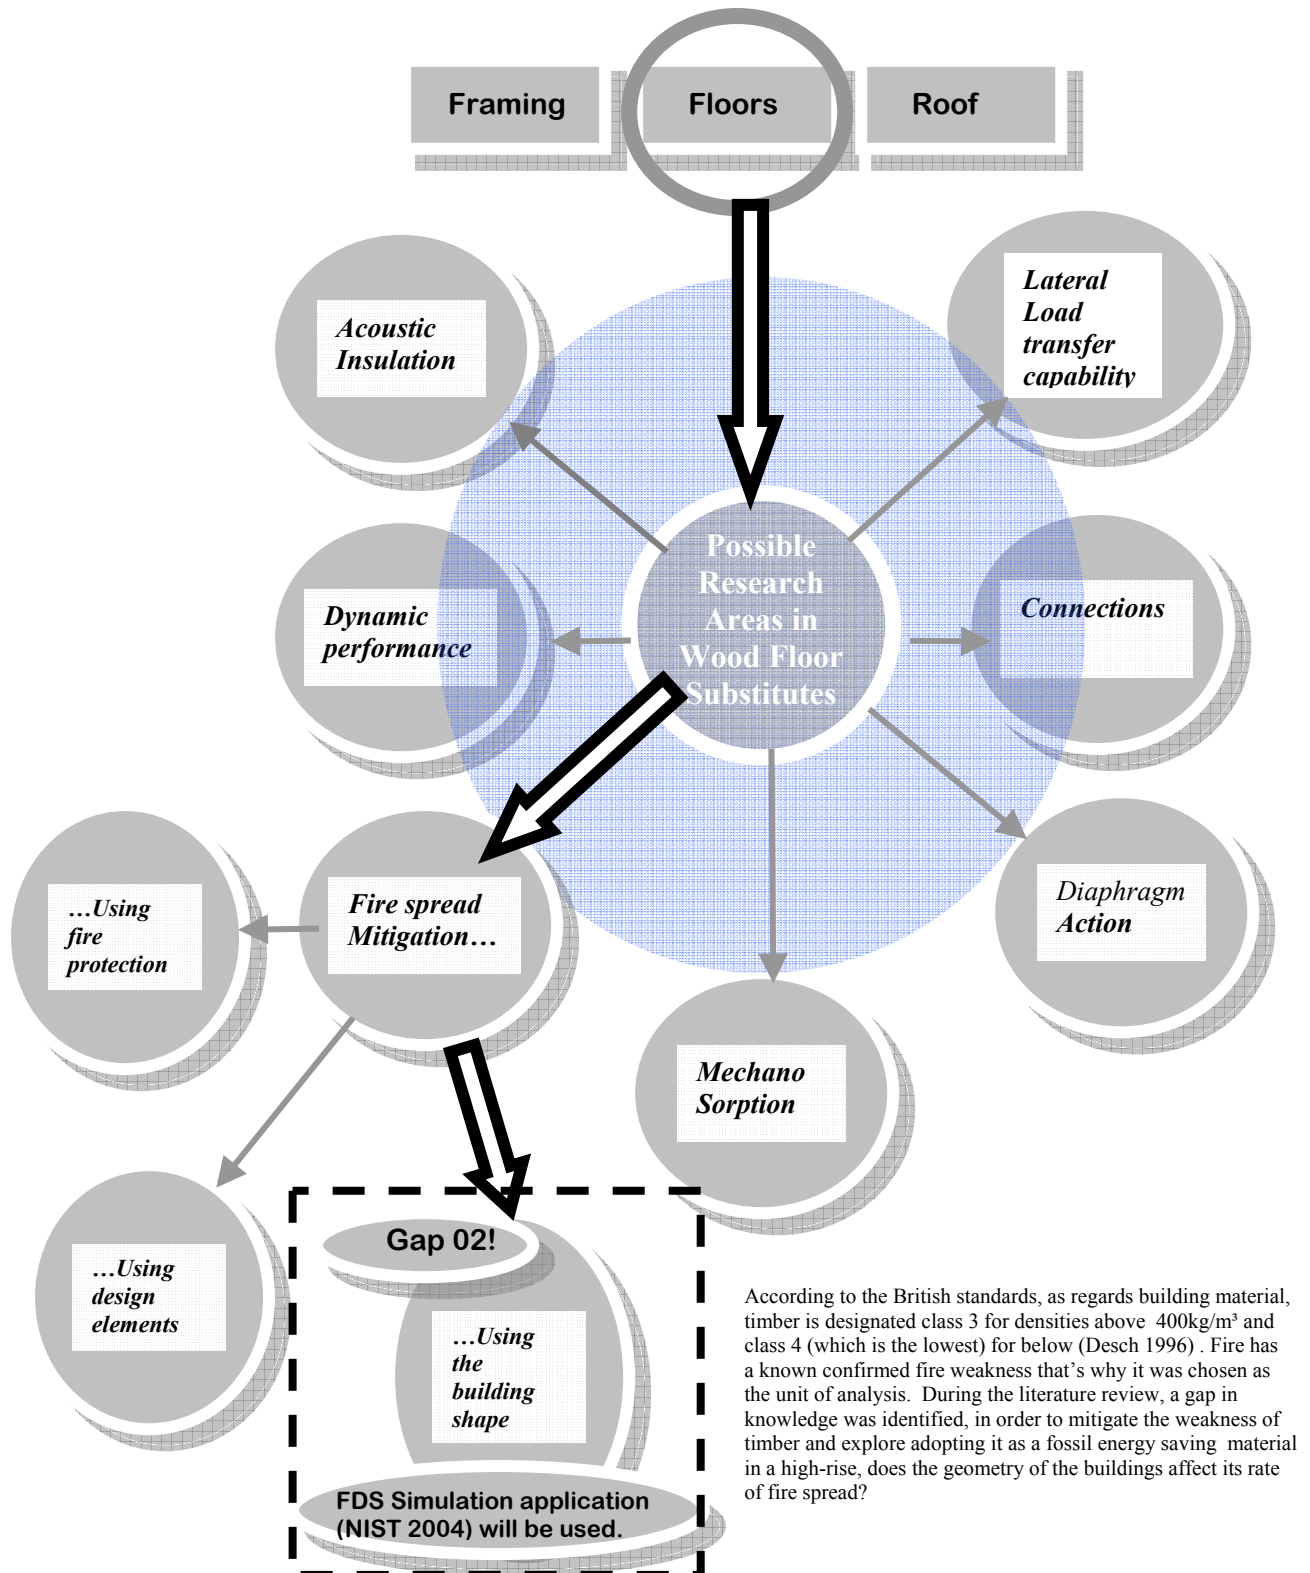 Framing
Floors
Roof
Acoustic
Insulation
Lateral
Load
transfer
capability
Possible
Research
Areas in
Wood Floor
Substitutes
Dynamic
performance
Connections
…Using
fire
protection
Fire spread
Mitigation…
Diaphragm
Action
Mechano
Sorption
…Using
design
elements
Gap 02!
…Using
the
building
shape
FDS Simulation application
(NIST 2004) will be used.
According to the British standards, as regards building material,
timber is designated class 3 for densities above 400kg/m³ and
class 4 (which is the lowest) for below (Desch 1996) . Fire has
a known confirmed fire weakness that’s why it was chosen as
the unit of analysis. During the literature review, a gap in
knowledge was identified, in order to mitigate the weakness of
timber and explore adopting it as a fossil energy saving material
in a high-rise, does the geometry of the buildings affect its rate
of fire spread?